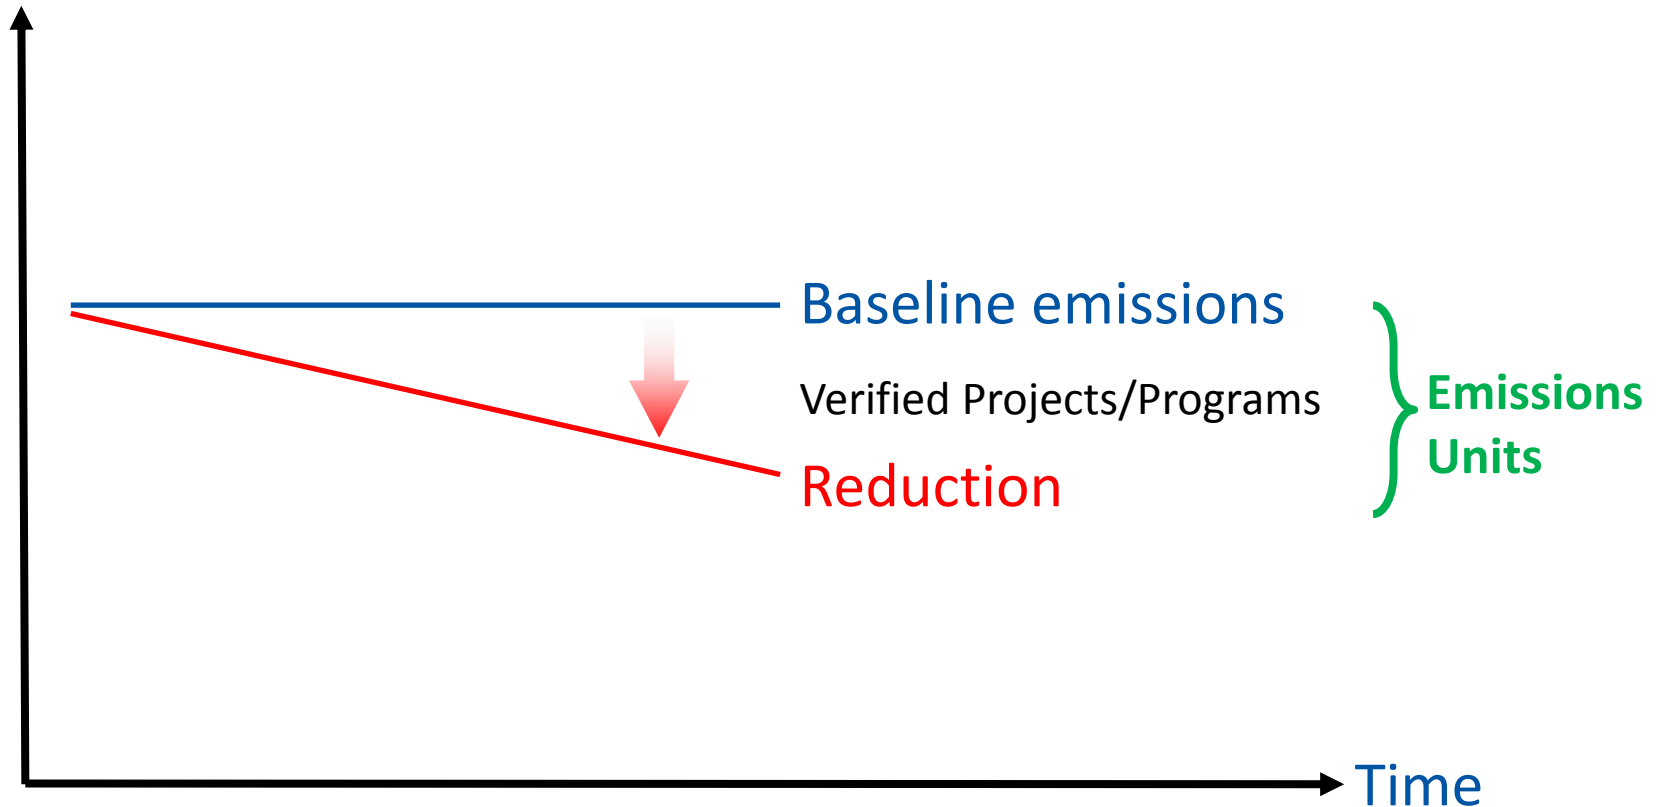 Baseline emissions
Verified Projects/Programs
Reduction
Emissions
Units
Time